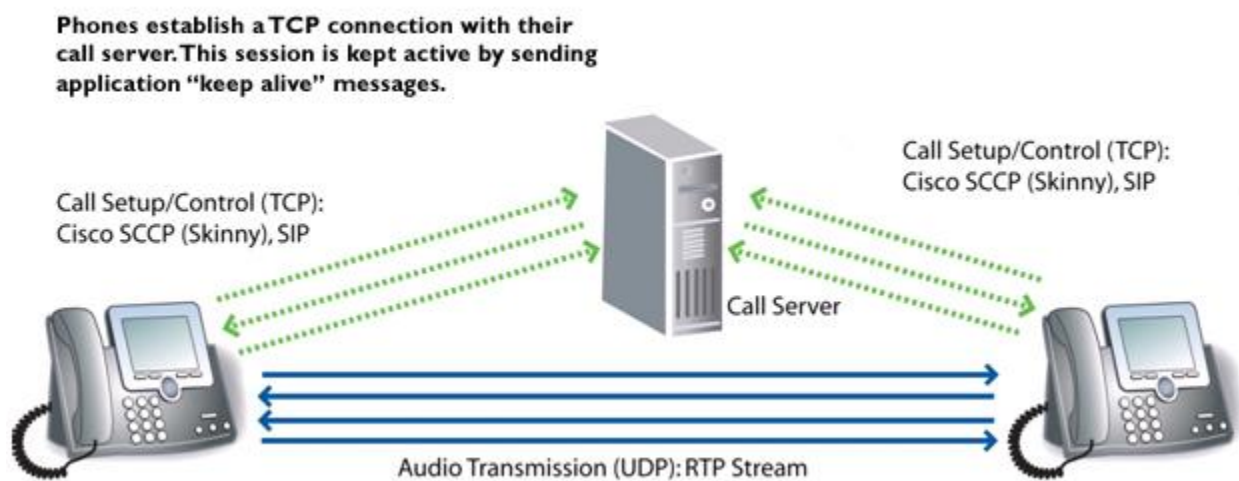 Phones establish a TCP connection with their
call server. This session is kept active by sending
application “keep alive” messages.
Call Setup/Control (TCP):
Cisco SCCP (Skinny), SIP
Call Setup/Control (TCP):
Cisco SCCP (Skinny), SIP
Call Server
Audio Transmission (UDP): RTP Stream